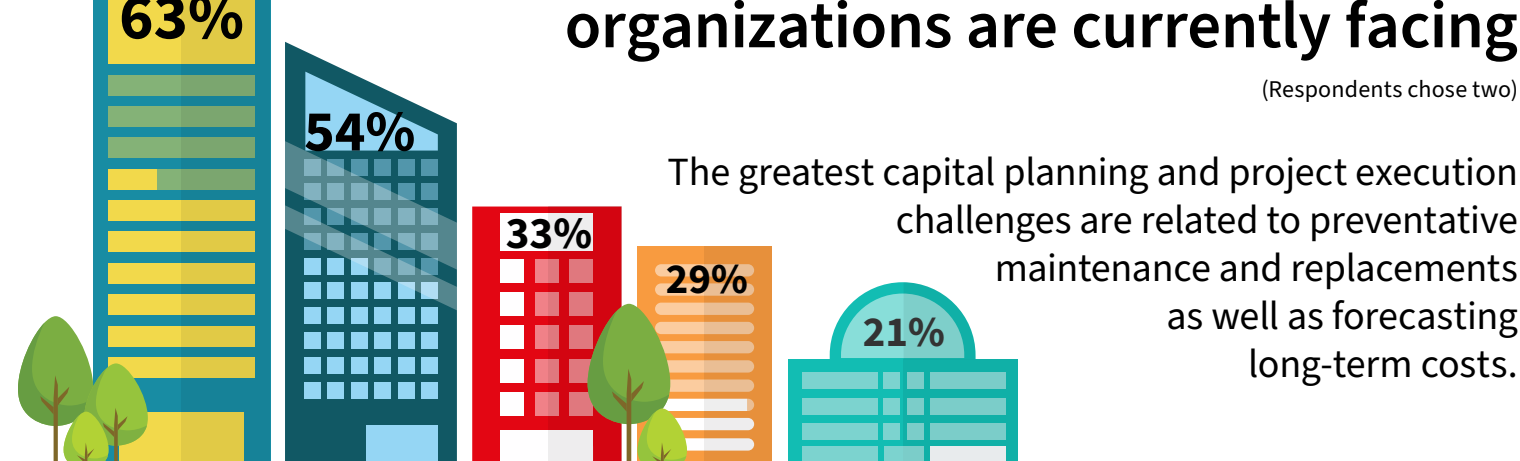 63%
organizations are currently facing
(Respondents chose two)
54%
The greatest capital planning and project execution
challenges are related to preventative
maintenance and replacements
as well as forecasting
long-term costs.
33%
29%
21%